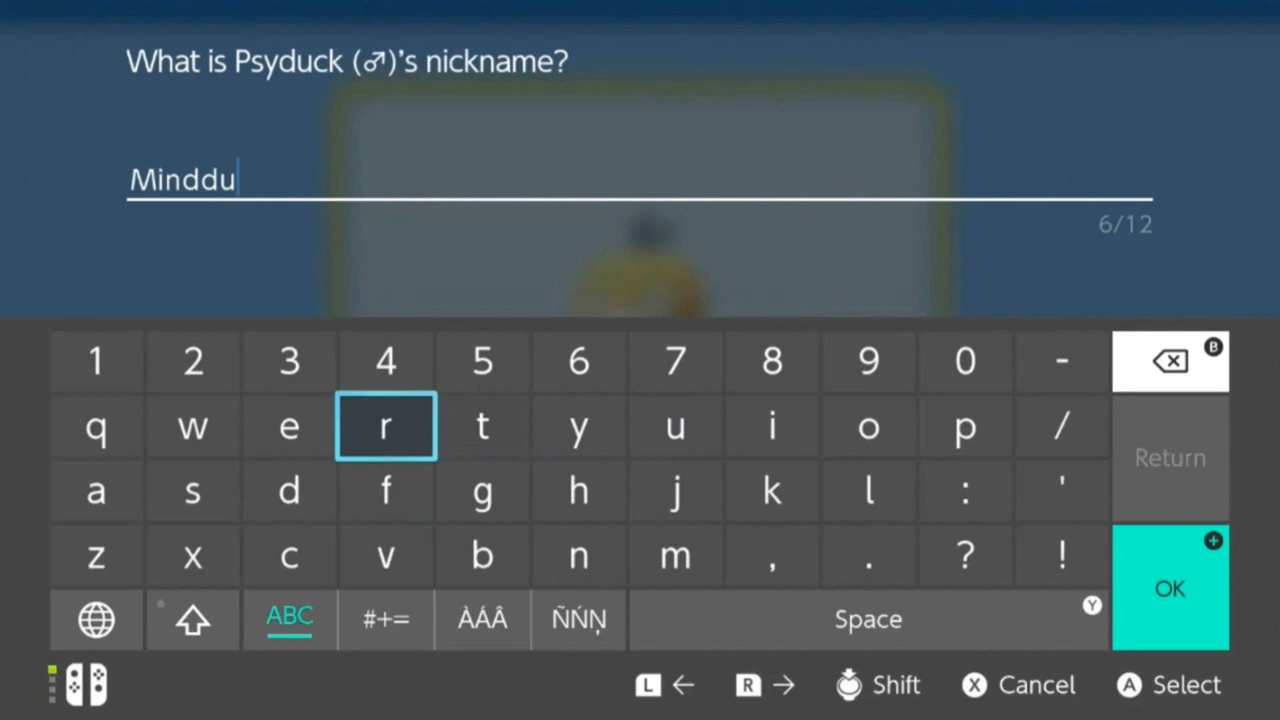 What is Psyduck (♂)'s nickname?
Minddu
6/12
1 2 3 4 5 6 7 8 9 0 - B
q w e r t y u i o p / Return
a s d f g h j k l : '
z x c v b n m , . ? ! + OK
ABC #+= ÀÁÂ ÑŃŅ Space Y
L ← R → Shift X Cancel A Select